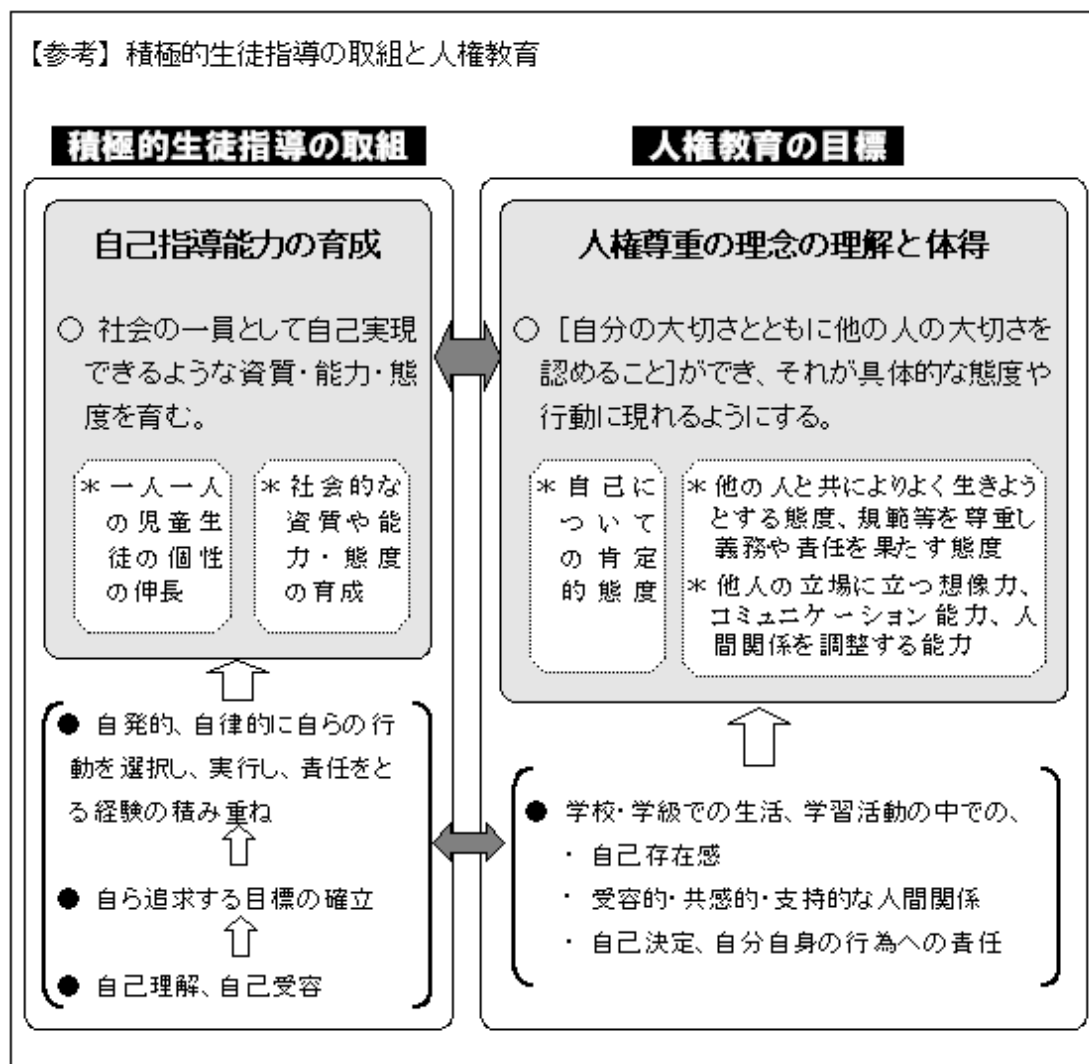 【参考】積極的生徒指導の取組と人権教育
積極的生徒指導の取組
自己指導能力の育成
○ 社会の一員として自己実現
できるような資質・能力・態
度を育む。
＊一人一人
の児童生
徒の個性
の伸長
＊社会的な
資質や能
力・態度
の育成
● 自発的、自律的に自らの行
動を選択し、実行し、責任をと
る経験の積み重ね
● 自ら追求する目標の確立
● 自己理解、自己受容
人権教育の目標
人権尊重の理念の理解と体得
○ [自分の大切さとともに他の人の大切さを
認めること]ができ、それが具体的な態度や
行動に現れるようにする。
＊自己に
ついて
の肯定
的態度
＊他の人と共によりよく生きよう
とする態度、規範等を尊重し
義務や責任を果たす態度
＊他人の立場に立つ想像力、
コミュニケーション能力、人
間関係を調整する能力
● 学校・学級での生活、学習活動の中での、
・ 自己存在感
・ 受容的・共感的・支持的な人間関係
・ 自己決定、自分自身の行為への責任